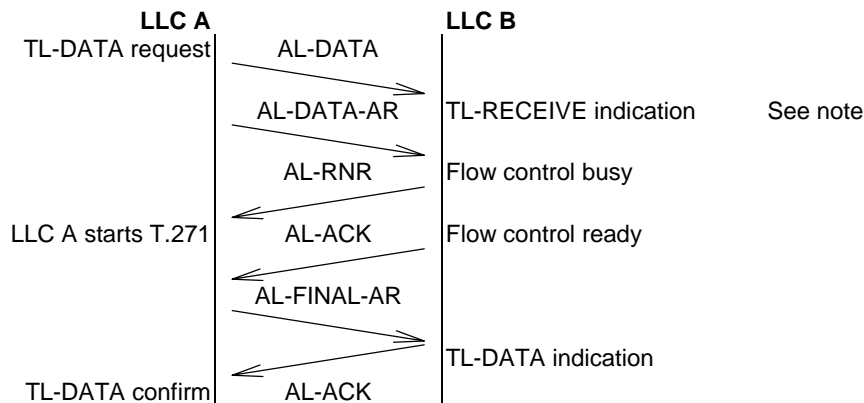 LLC A LLC B
TL-DATA request AL-DATA
AL-DATA-AR TL-RECEIVE indication See note
AL-RNR Flow control busy
LLC A starts T.271 AL-ACK Flow control ready
AL-FINAL-AR
TL-DATA indication
TL-DATA confirm AL-ACK